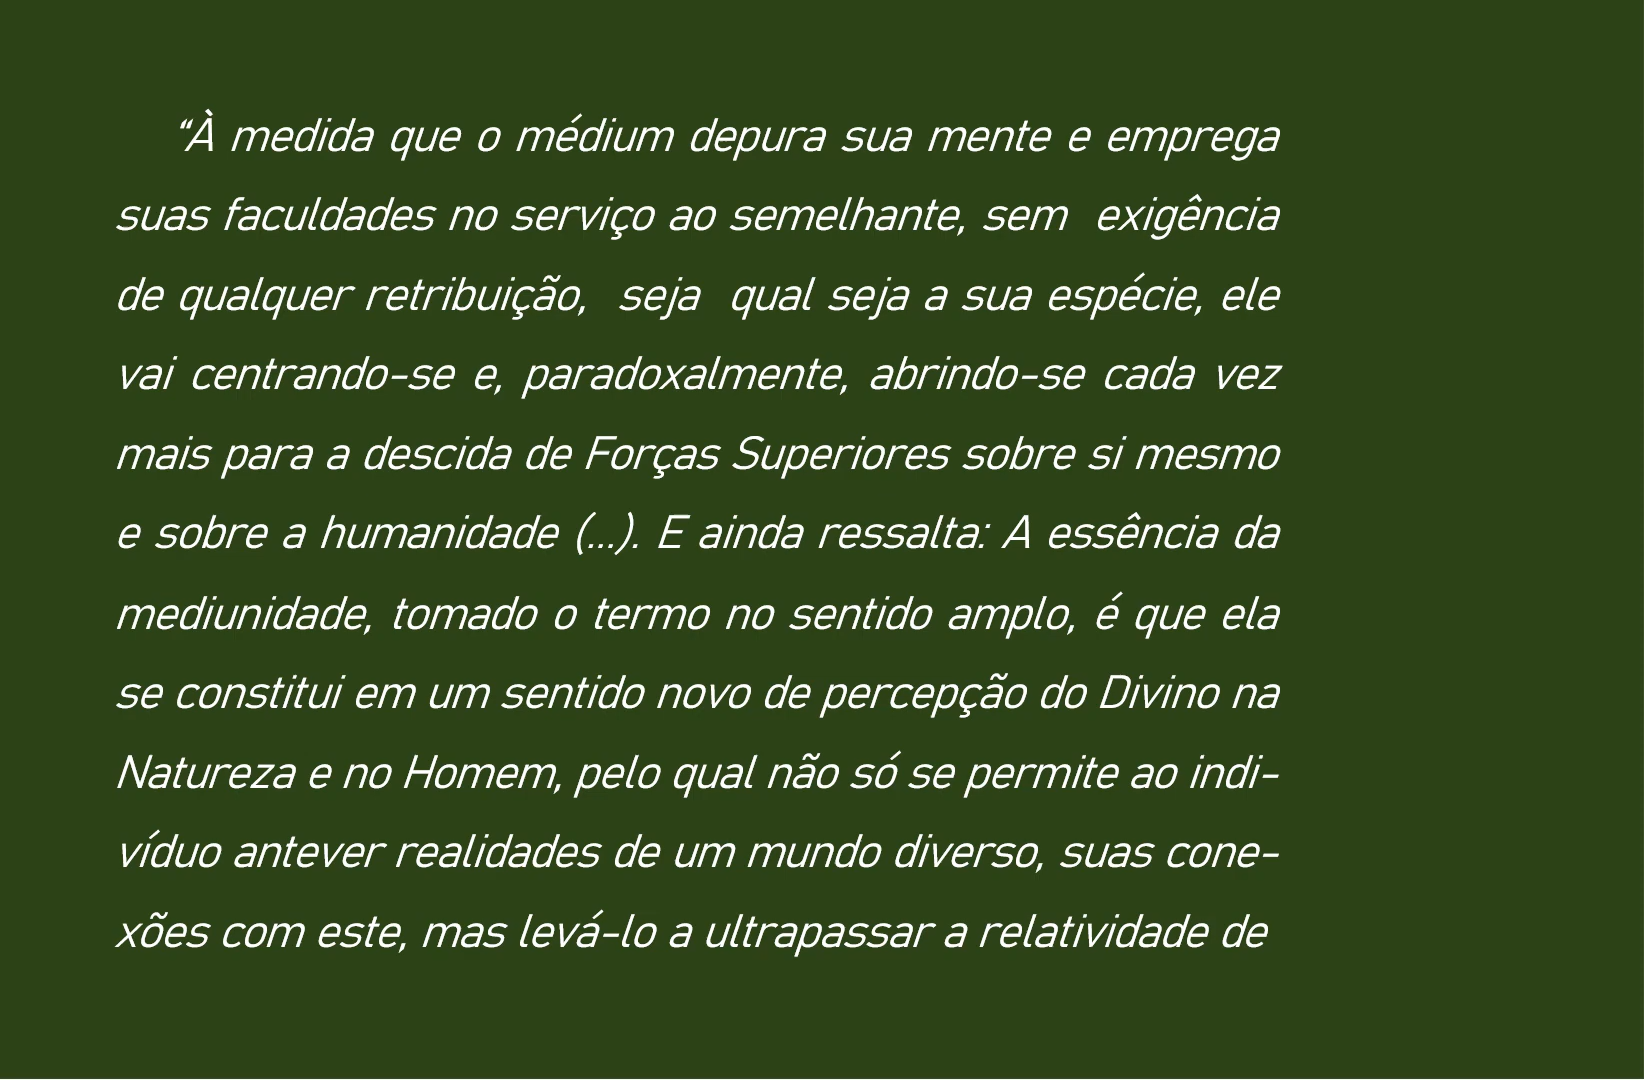 “À medida que o médium depura sua mente e emprega
suas faculdades no serviço ao semelhante, sem exigência
de qualquer retribuição, seja qual seja a sua espécie, ele
vai centrando-se e, paradoxalmente, abrindo-se cada vez
mais para a descida de Forças Superiores sobre si mesmo
e sobre a humanidade (...). E ainda ressalta: A essência da
mediunidade, tomado o termo no sentido amplo, é que ela
se constitui em um sentido novo de percepção do Divino na
Natureza e no Homem, pelo qual não só se permite ao indi-
víduo antever realidades de um mundo diverso, suas cone-
xões com este, mas levá-lo a ultrapassar a relatividade de